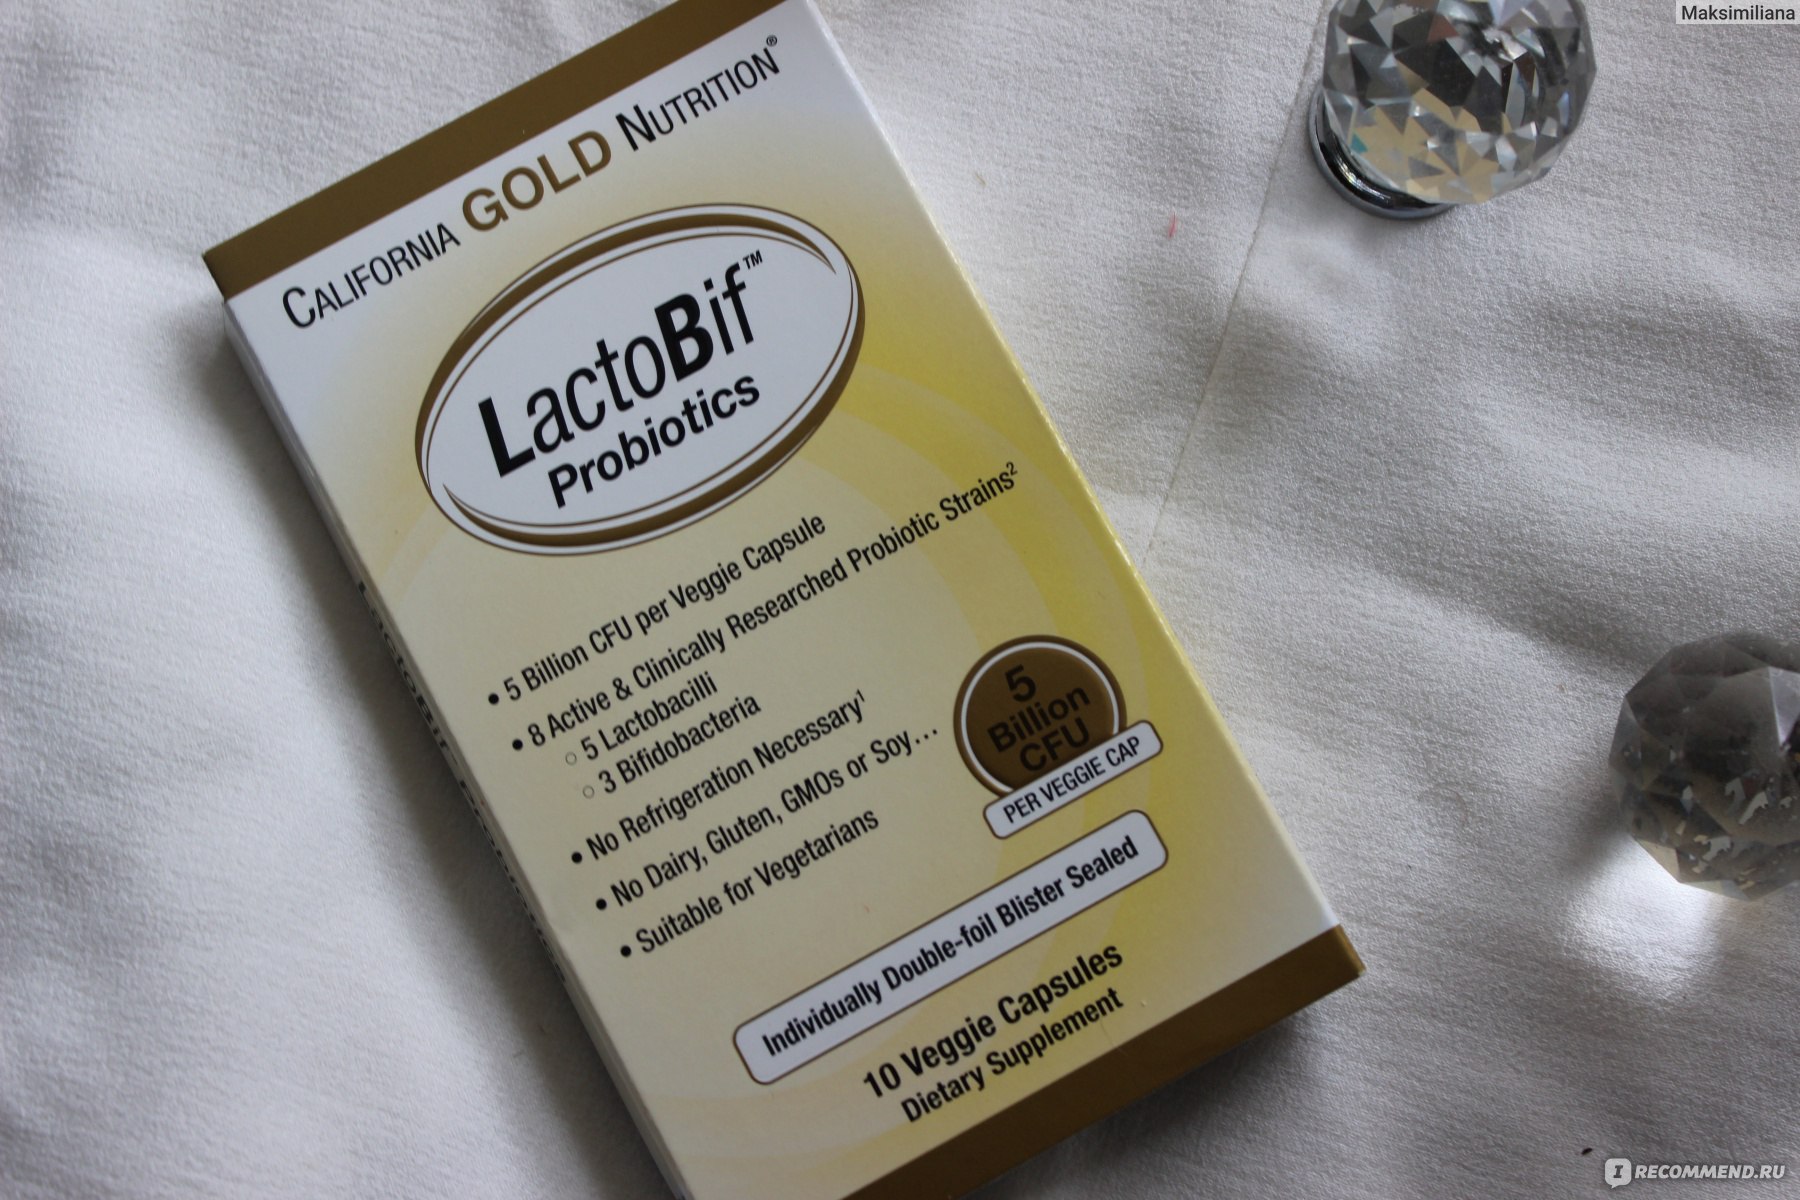 Maksimiliana
CALIFORNIA GOLD NUTRITION®
LactoBif™
Probiotics
• 5 Billion CFU per Veggie Capsule
• 8 Active & Clinically Researched Probiotic Strains²
○ 5 Lactobacilli
○ 3 Bifidobacteria
• No Refrigeration Necessary¹
• No Dairy, Gluten, GMOs or Soy...
• Suitable for Vegetarians
5
Billion
CFU
PER VEGGIE CAP
Individually Double-foil Blister Sealed
10 Veggie Capsules
Dietary Supplement
LactoBif
IRECOMMEND.RU